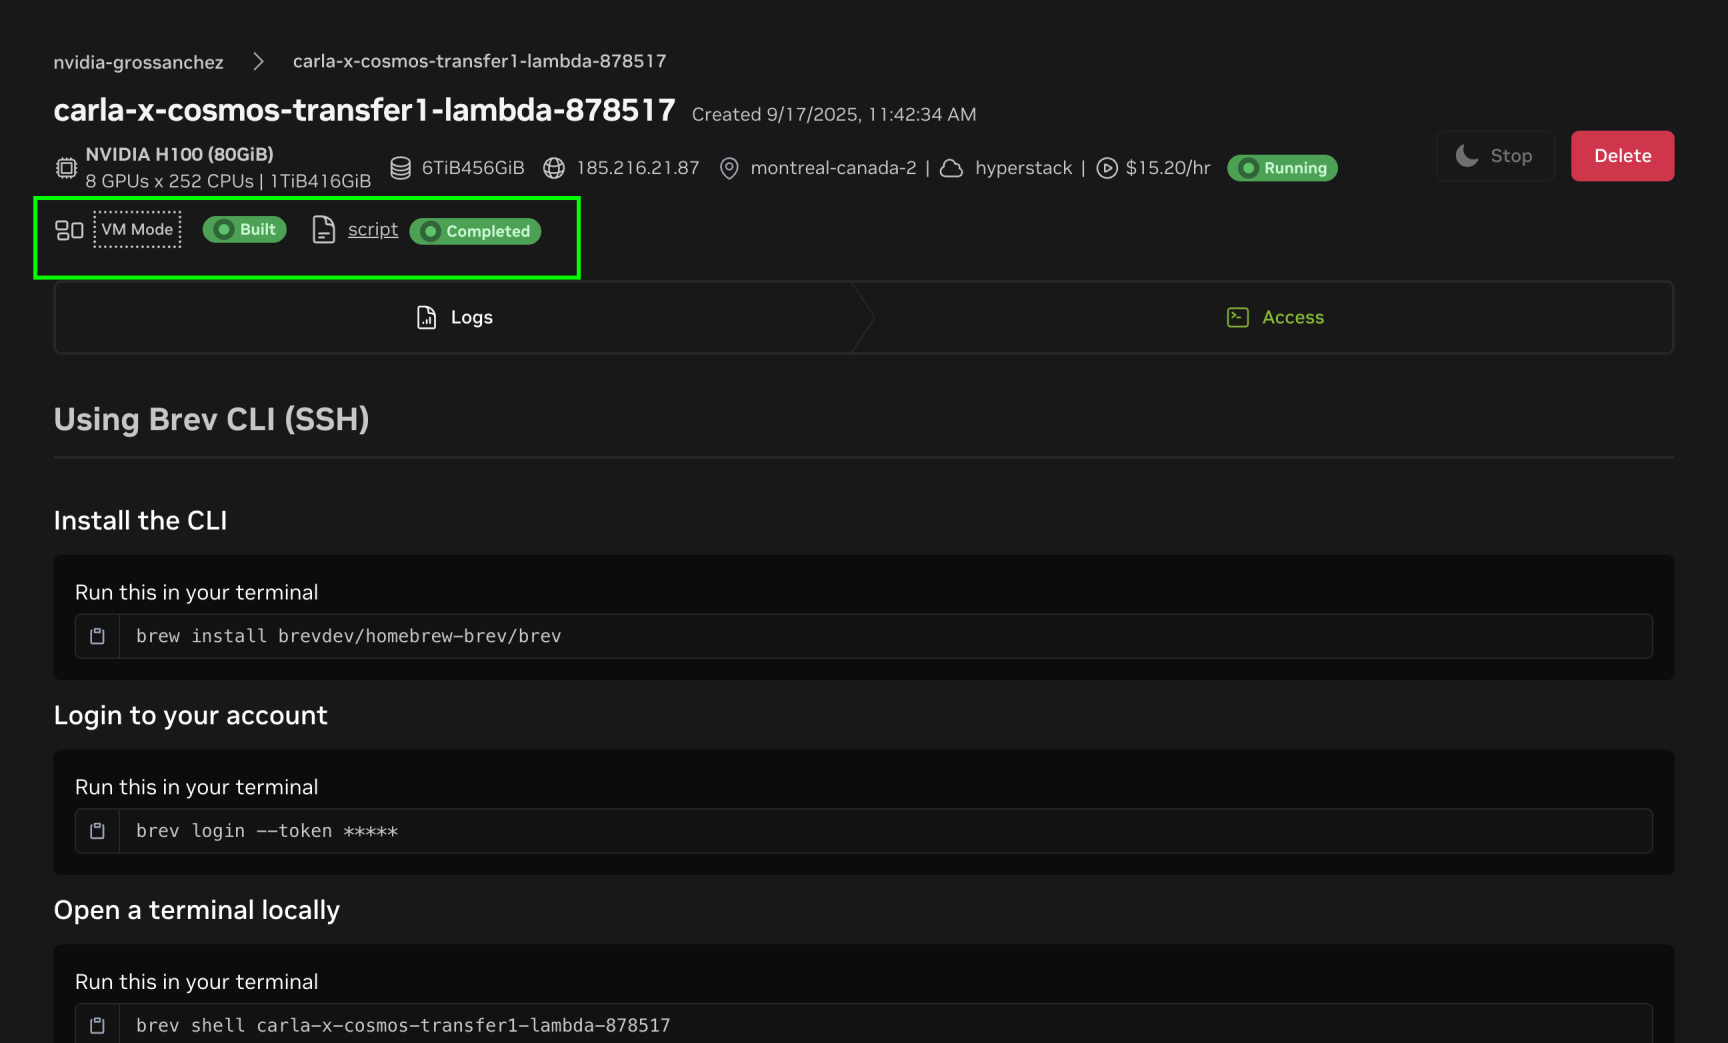 nvidia-grossanchez > carla-x-cosmos-transfer1-lambda-878517
carla-x-cosmos-transfer1-lambda-878517 Created 9/17/2025, 11:42:34 AM
NVIDIA H100 (80GiB)
8 GPUs x 252 CPUs | 1TiB416GiB
6TiB456GiB 185.216.21.87 montreal-canada-2 | hyperstack | $15.20/hr Running
Stop Delete
VM Mode Built script Completed
Logs Access
Using Brev CLI (SSH)
Install the CLI
Run this in your terminal
brew install brevdev/homebrew-brev/brev
Login to your account
Run this in your terminal
brev login --token *****
Open a terminal locally
Run this in your terminal
brev shell carla-x-cosmos-transfer1-lambda-878517